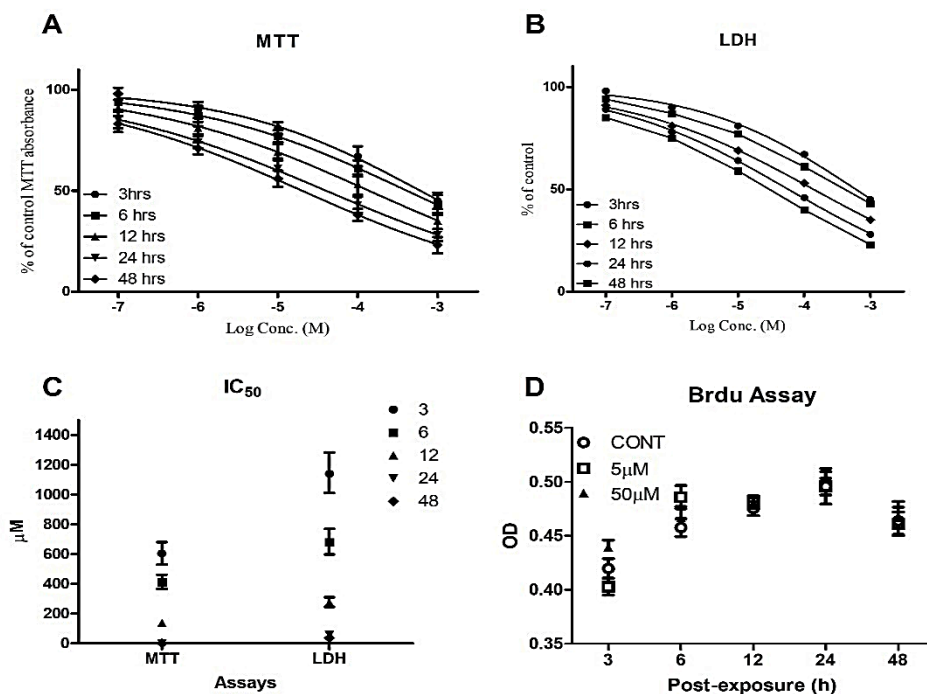 A
MTT
% of control MTT absorbance
100
50
0
3hrs
6 hrs
12 hrs
24 hrs
48 hrs
-7
-6
-5
-4
-3
Log Conc. (M)
B
LDH
% of control
100
50
0
3hrs
6 hrs
12 hrs
24 hrs
48 hrs
-7
-6
-5
-4
-3
Log Conc. (M)
C
IC50
µM
1400
1200
1000
800
600
400
200
0
3
6
12
24
48
MTT
LDH
Assays
D
Brdu Assay
OD
0.55
0.50
0.45
0.40
0.35
CONT
5µM
50µM
3
6
12
24
48
Post-exposure (h)